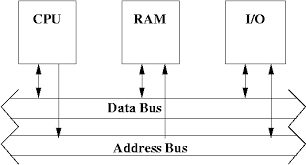 CPU RAM I/O
Data Bus
Address Bus